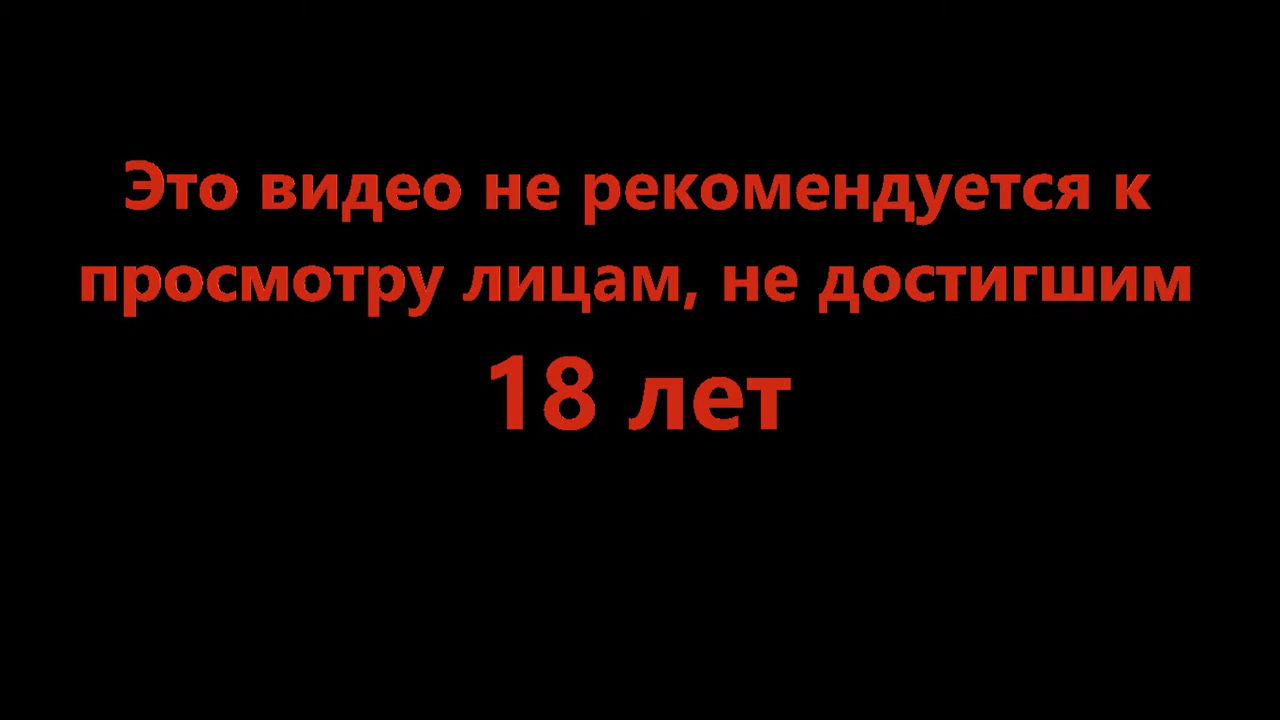 Это видео не рекомендуется к
просмотру лицам, не достигшим
18 лет